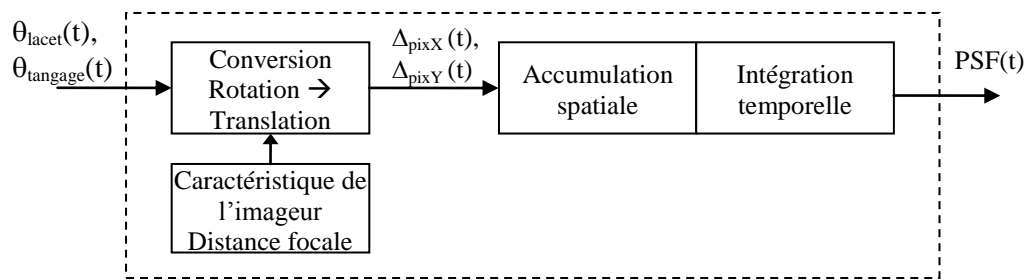 θlacet(t),
θtangage(t)
Conversion
Rotation →
Translation
ΔpixX (t),
ΔpixY (t)
Accumulation
spatiale
Intégration
temporelle
PSF(t)
Caractéristique de
l’imageur
Distance focale